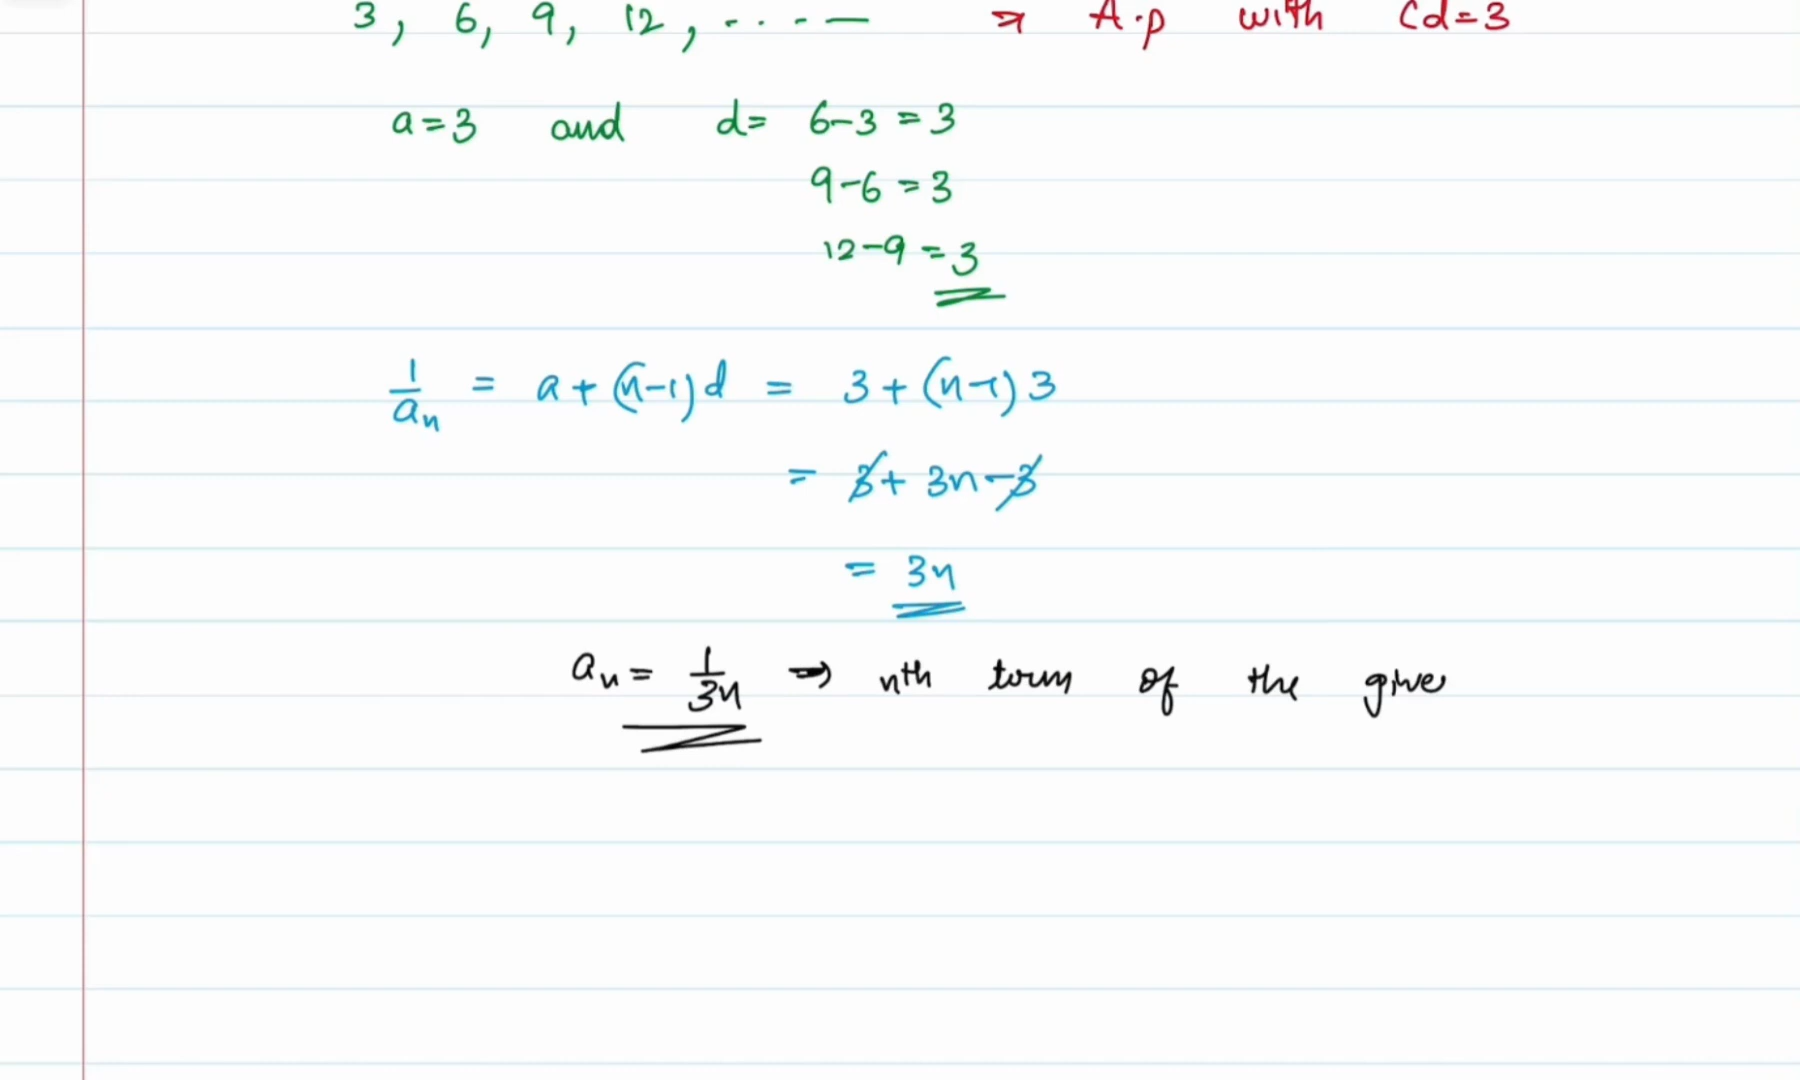 3, 6, 9, 12, ....— ⇒ A.p with Cd=3
a=3 and d= 6-3 = 3
9-6 = 3
12-9 = 3
1/aₙ = a+(n-1)d = 3+(n-1)3
= 3+ 3n-3
= 3n
aₙ = 1/3n ⇒ nth term of the give